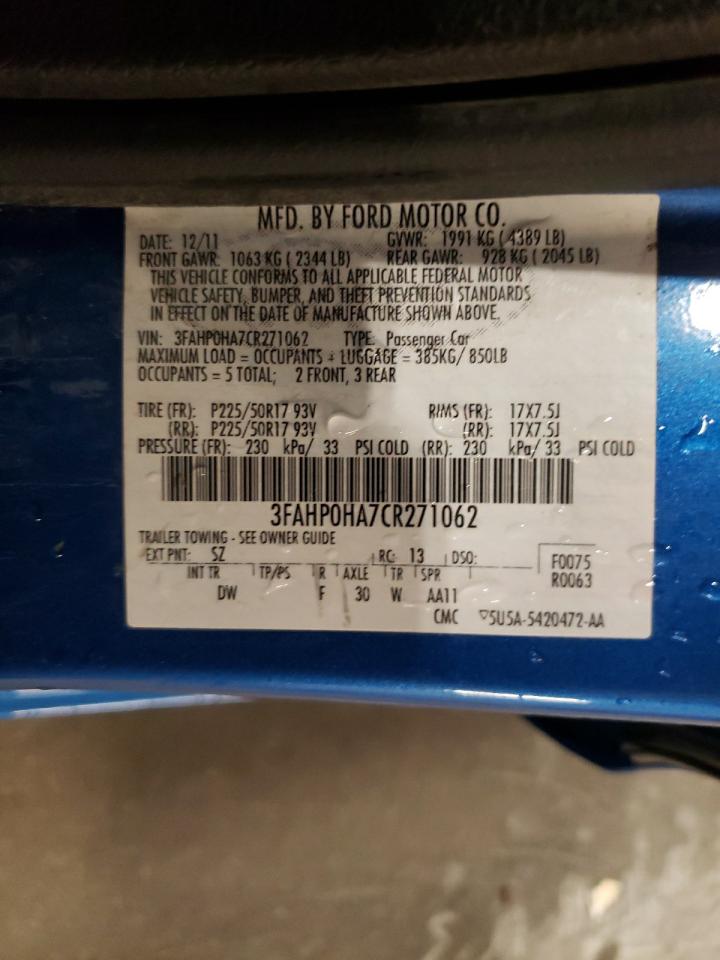 MFD. BY FORD MOTOR CO.
DATE: 12/11 GVWR: 1991 KG ( 4389 LB)
FRONT GAWR: 1063 KG ( 2344 LB) REAR GAWR: 928 KG ( 2045 LB)
THIS VEHICLE CONFORMS TO ALL APPLICABLE FEDERAL MOTOR
VEHICLE SAFETY, BUMPER, AND THEFT PREVENTION STANDARDS
IN EFFECT ON THE DATE OF MANUFACTURE SHOWN ABOVE.
VIN: 3FAHP0HA7CR271062 TYPE: Passenger Car
MAXIMUM LOAD = OCCUPANTS + LUGGAGE = 385KG/ 850LB
OCCUPANTS = 5 TOTAL; 2 FRONT, 3 REAR
TIRE (FR): P225/50R17 93V RIMS (FR): 17X7.5J
(RR): P225/50R17 93V (RR): 17X7.5J
PRESSURE (FR): 230 kPa/ 33 PSI COLD (RR): 230 kPa/ 33 PSI COLD
3FAHP0HA7CR271062
TRAILER TOWING - SEE OWNER GUIDE
EXT PNT: SZ RC: 13 DSO: F0075
INT TR TP/PS R AXLE TR SPR R0063
DW F 30 W AA11
CMC ▽5U5A-5420472-AA